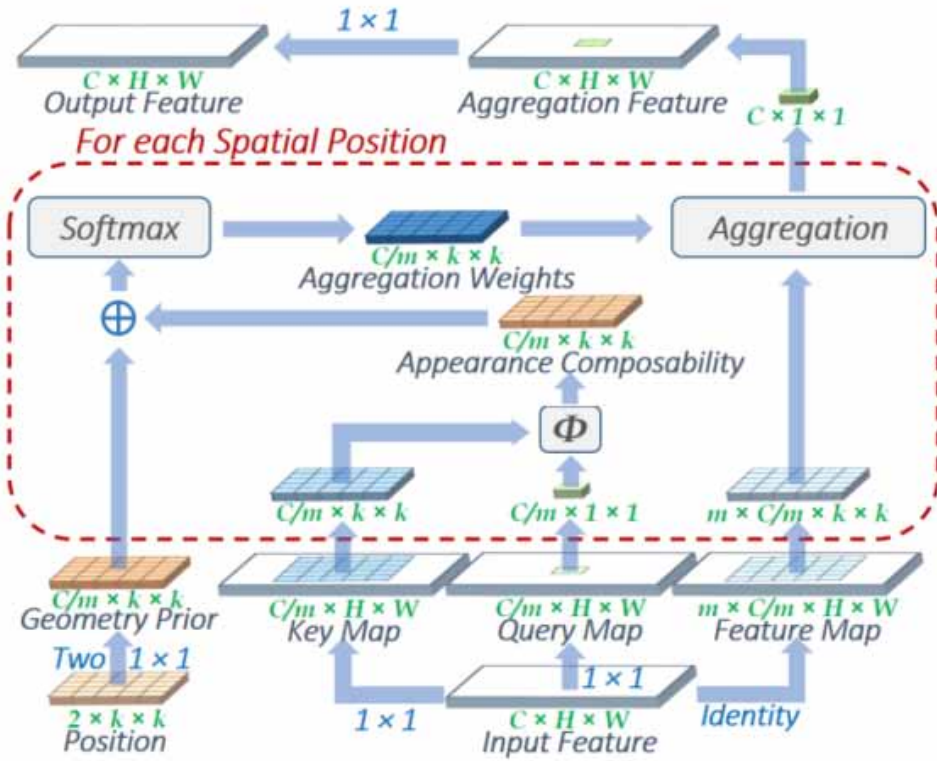 1 × 1
C × H × W
Output Feature
C × H × W
Aggregation Feature
C × 1 × 1
For each Spatial Position
Softmax
C/m × k × k
Aggregation Weights
Aggregation
C/m × k × k
Appearance Composability
Φ
C/m × k × k
C/m × 1 × 1
m × C/m × k × k
C/m × k × k
Geometry Prior
C/m × H × W
Key Map
C/m × H × W
Query Map
m × C/m × H × W
Feature Map
Two 1 × 1
2 × k × k
Position
1 × 1
1 × 1
C × H × W
Input Feature
Identity